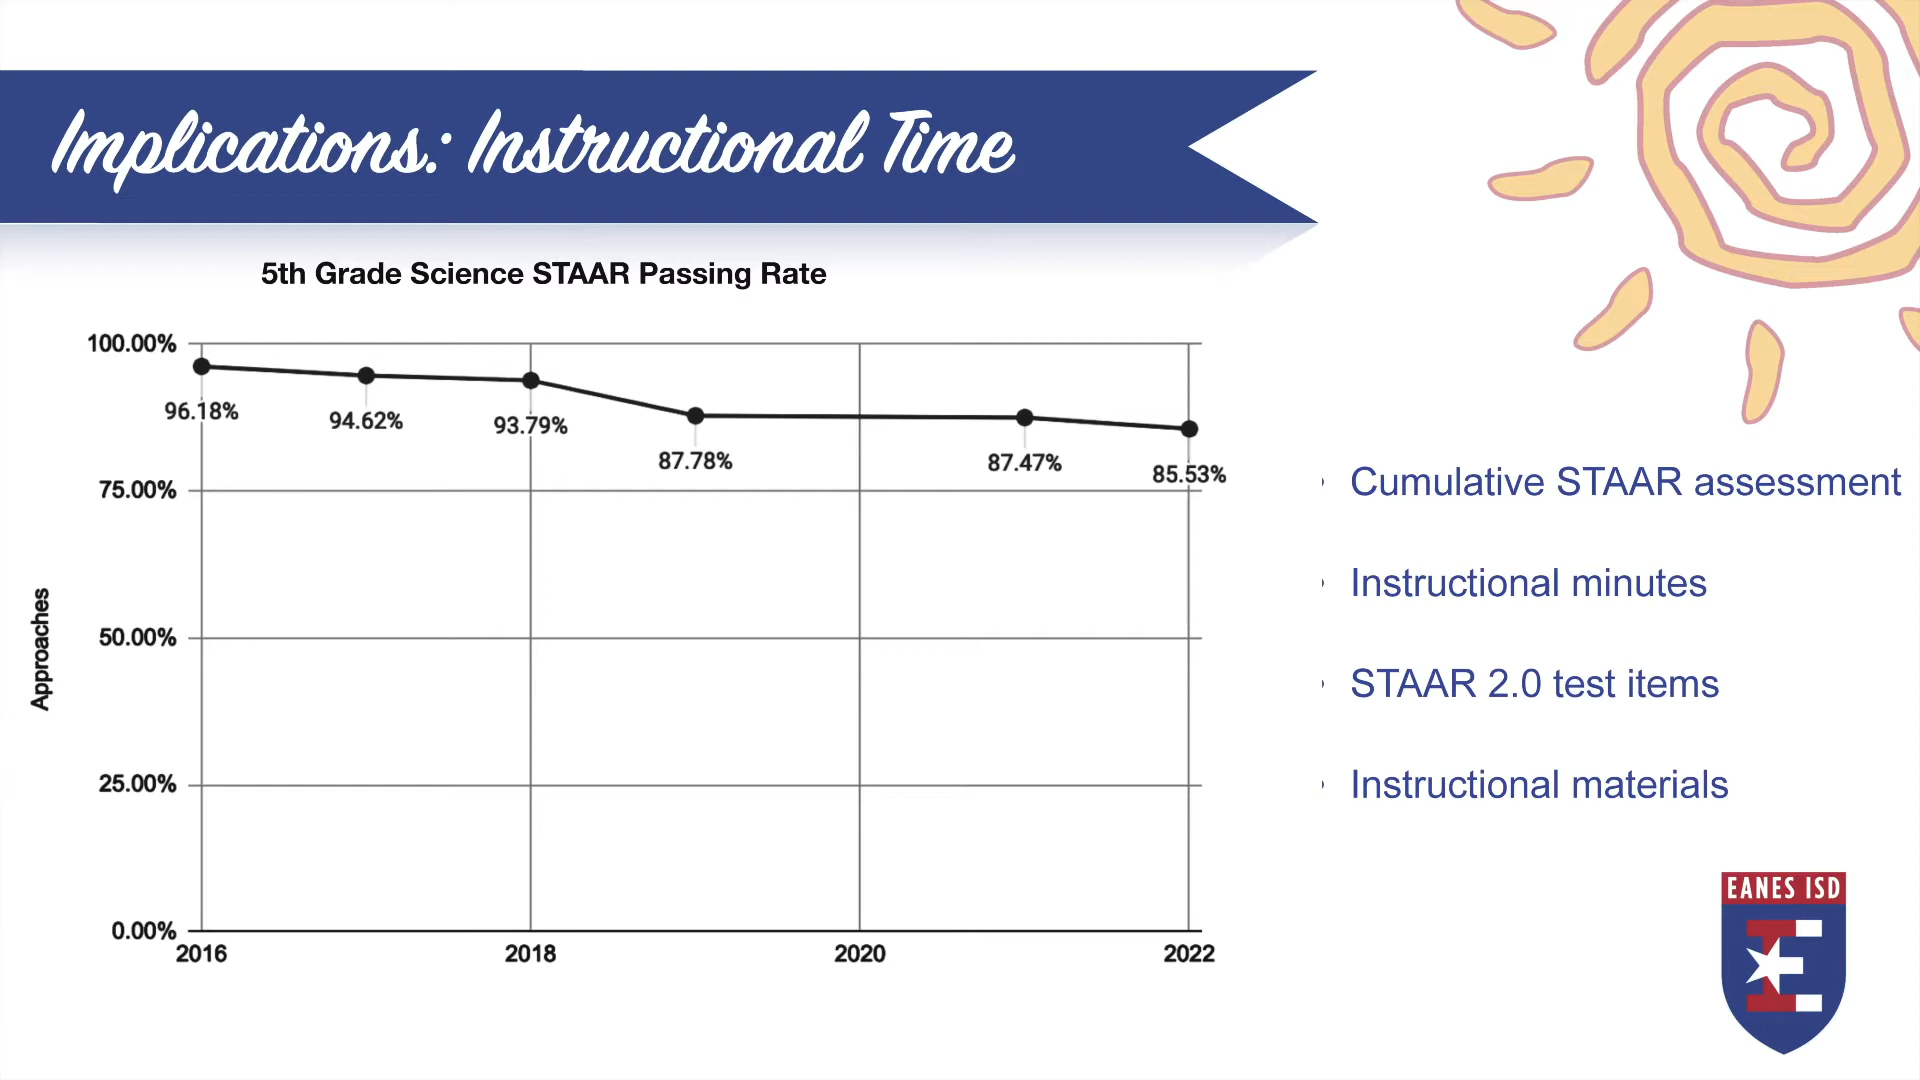 Implications: Instructional Time
5th Grade Science STAAR Passing Rate
100.00%
75.00%
50.00%
25.00%
0.00%
Approaches
96.18%
94.62%
93.79%
87.78%
87.47%
85.53%
2016
2018
2020
2022
· Cumulative STAAR assessment
· Instructional minutes
· STAAR 2.0 test items
· Instructional materials
EANES ISD
E